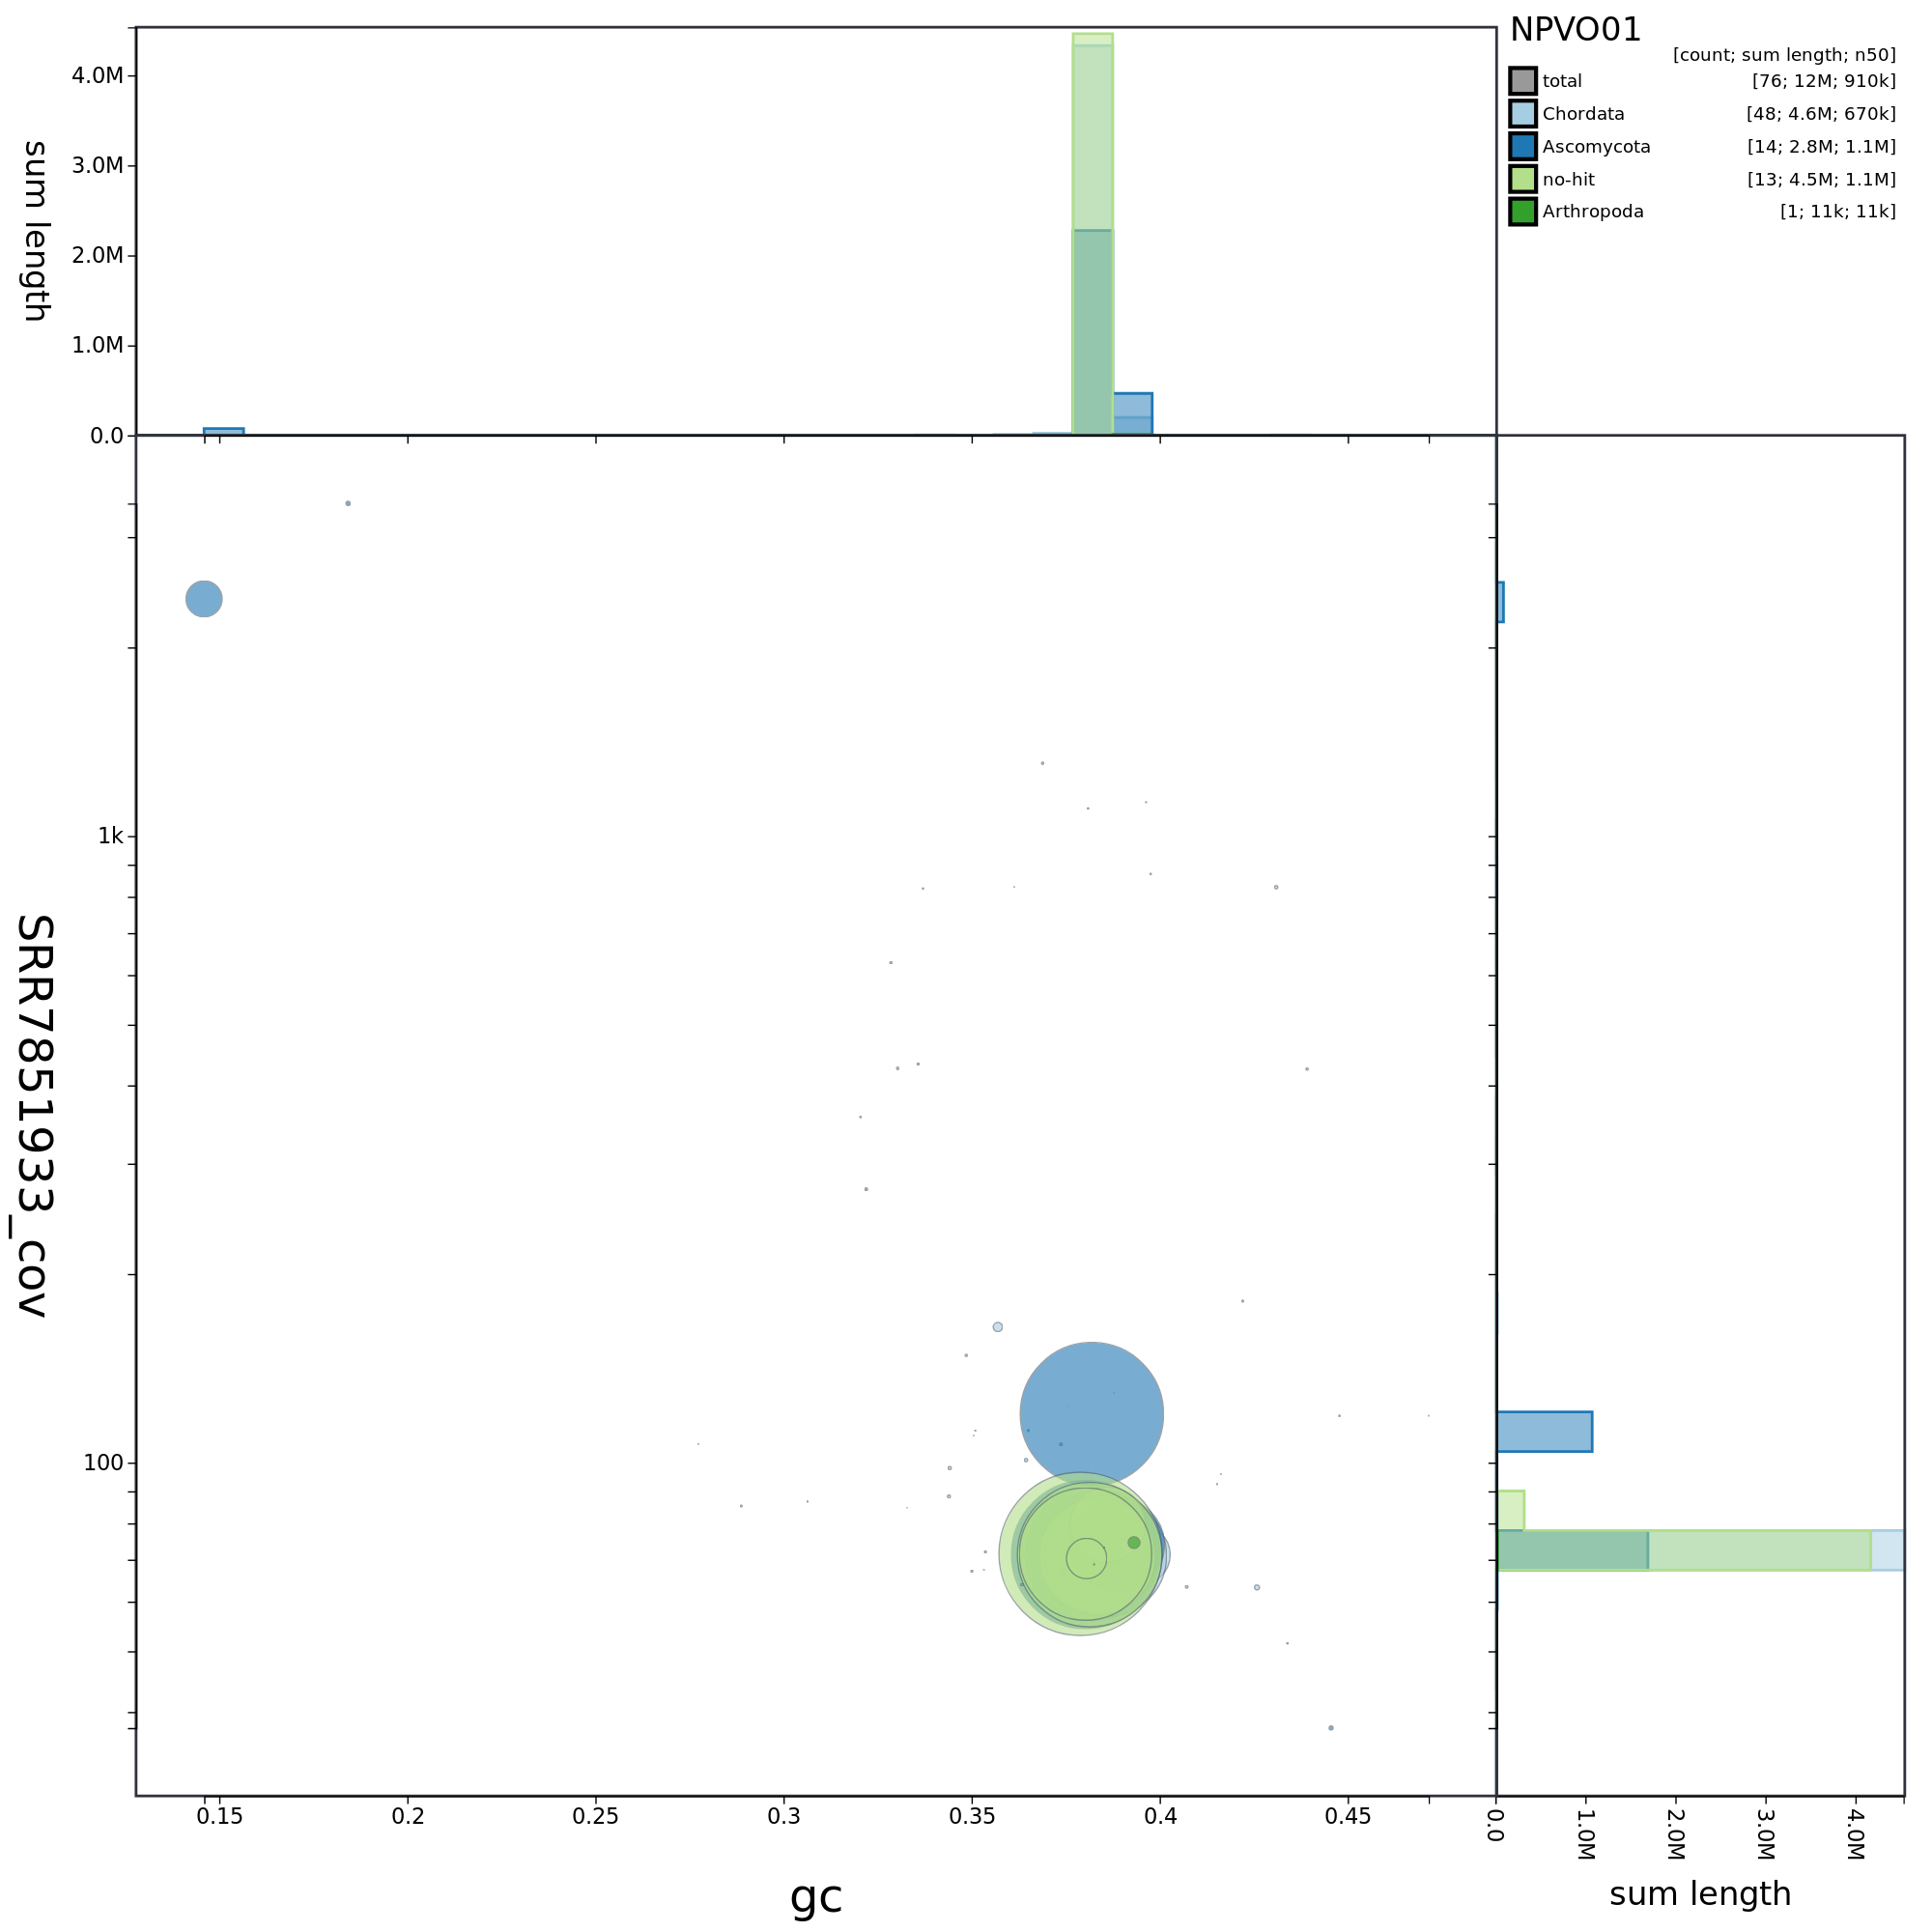 NPVO01
[count; sum length; n50]
total [76; 12M; 910k]
Chordata [48; 4.6M; 670k]
Ascomycota [14; 2.8M; 1.1M]
no-hit [13; 4.5M; 1.1M]
Arthropoda [1; 11k; 11k]
sum length
4.0M
3.0M
2.0M
1.0M
0.0
SRR7851933_cov
1k
100
0.15 0.2 0.25 0.3 0.35 0.4 0.45
gc
0.0 1.0M 2.0M 3.0M 4.0M
sum length